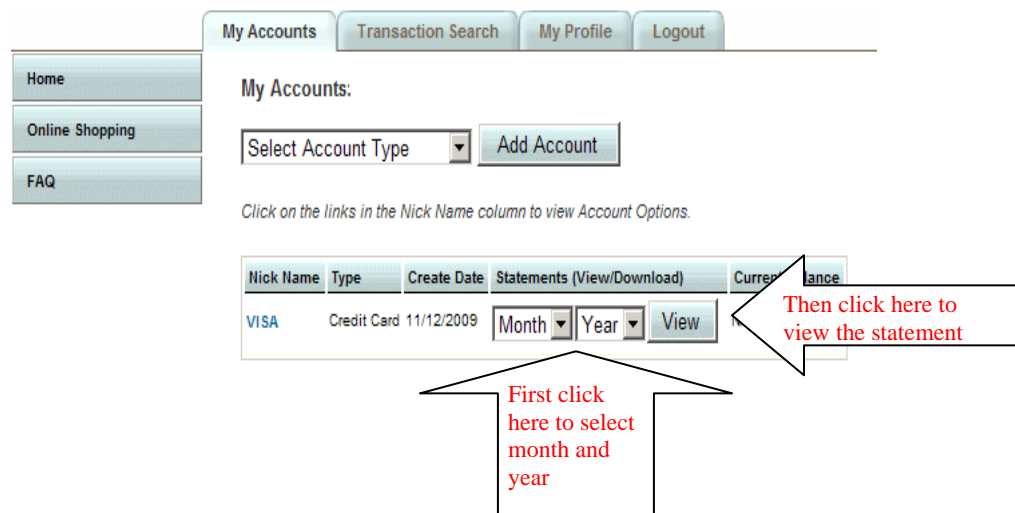 My Accounts Transaction Search My Profile Logout
Home
Online Shopping
FAQ
My Accounts:
Select Account Type Add Account
Click on the links in the Nick Name column to view Account Options.
Nick Name Type Create Date Statements (View/Download)
VISA Credit Card 11/12/2009 Month Year View
Then click here to
view the statement
First click
here to select
month and
year